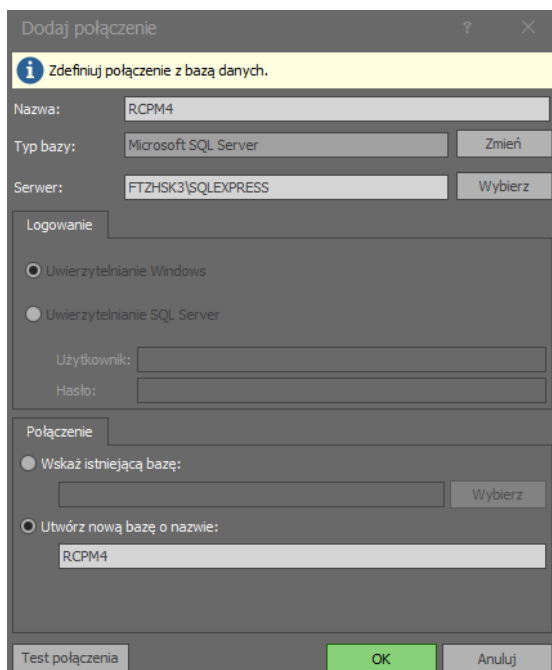 Dodaj połączenie ? ×
i Zdefiniuj połączenie z bazą danych.
Nazwa: RCPM4
Typ bazy: Microsoft SQL Server Zmień
Serwer: FTZHSK3\SQLEXPRESS Wybierz
Logowanie
Uwierzytelnianie Windows
Uwierzytelnianie SQL Server
Użytkownik:
Hasło:
Połączenie
Wskaż istniejącą bazę:
Wybierz
Utwórz nową bazę o nazwie:
RCPM4
Test połączenia OK Anuluj